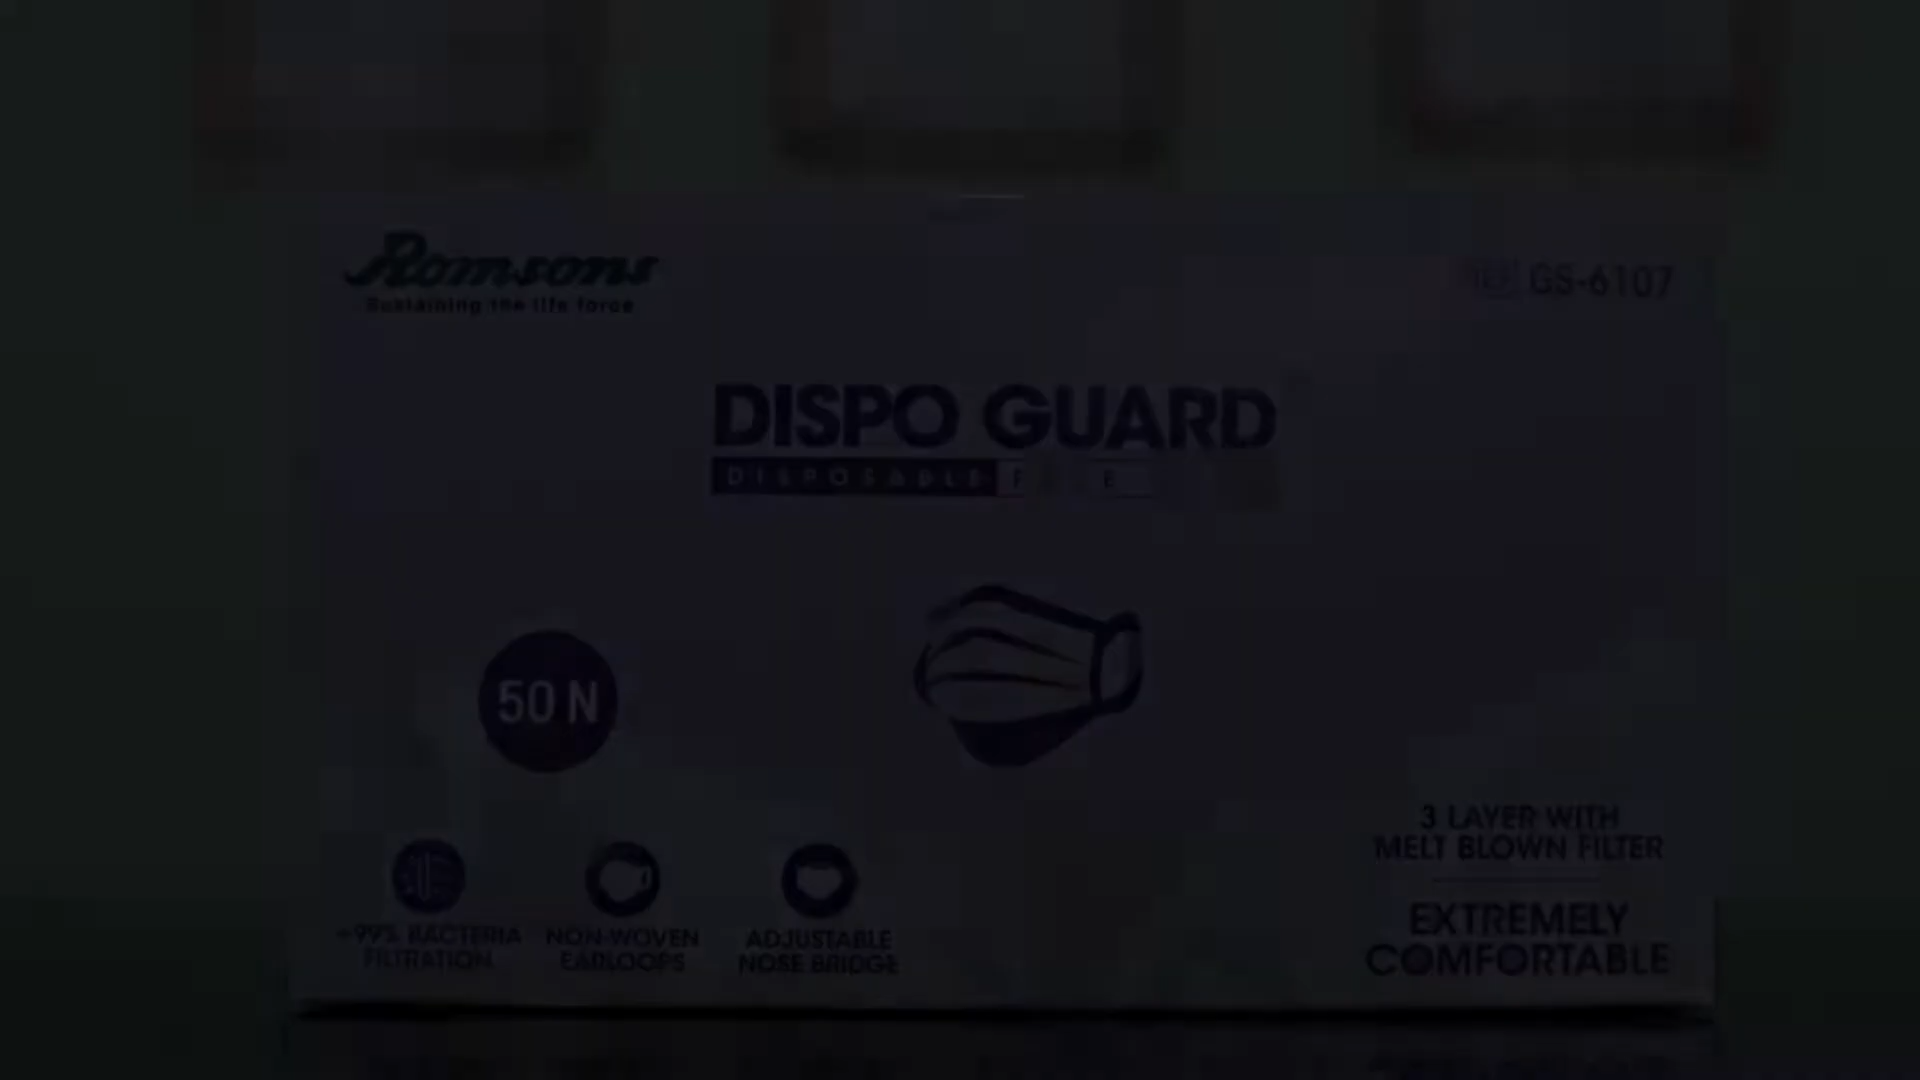 Romsons
Sustaining the life force
REF GS-6107
DISPO GUARD
DISPOSABLE
50 N
3 LAYER WITH
MELT BLOWN FILTER
EXTREMELY
COMFORTABLE
>99% BACTERIA
FILTRATION
NON-WOVEN
EARLOOPS
ADJUSTABLE
NOSE BRIDGE